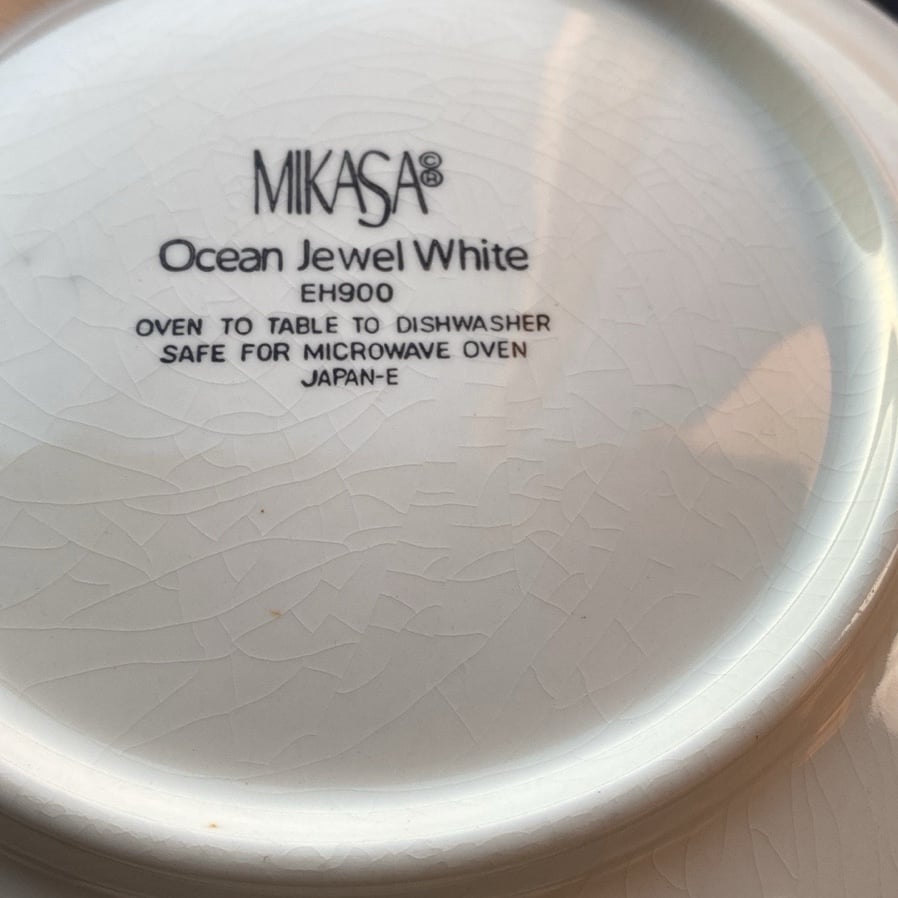 MIKASA©®
Ocean Jewel White
EH900
OVEN TO TABLE TO DISHWASHER
SAFE FOR MICROWAVE OVEN
JAPAN-E